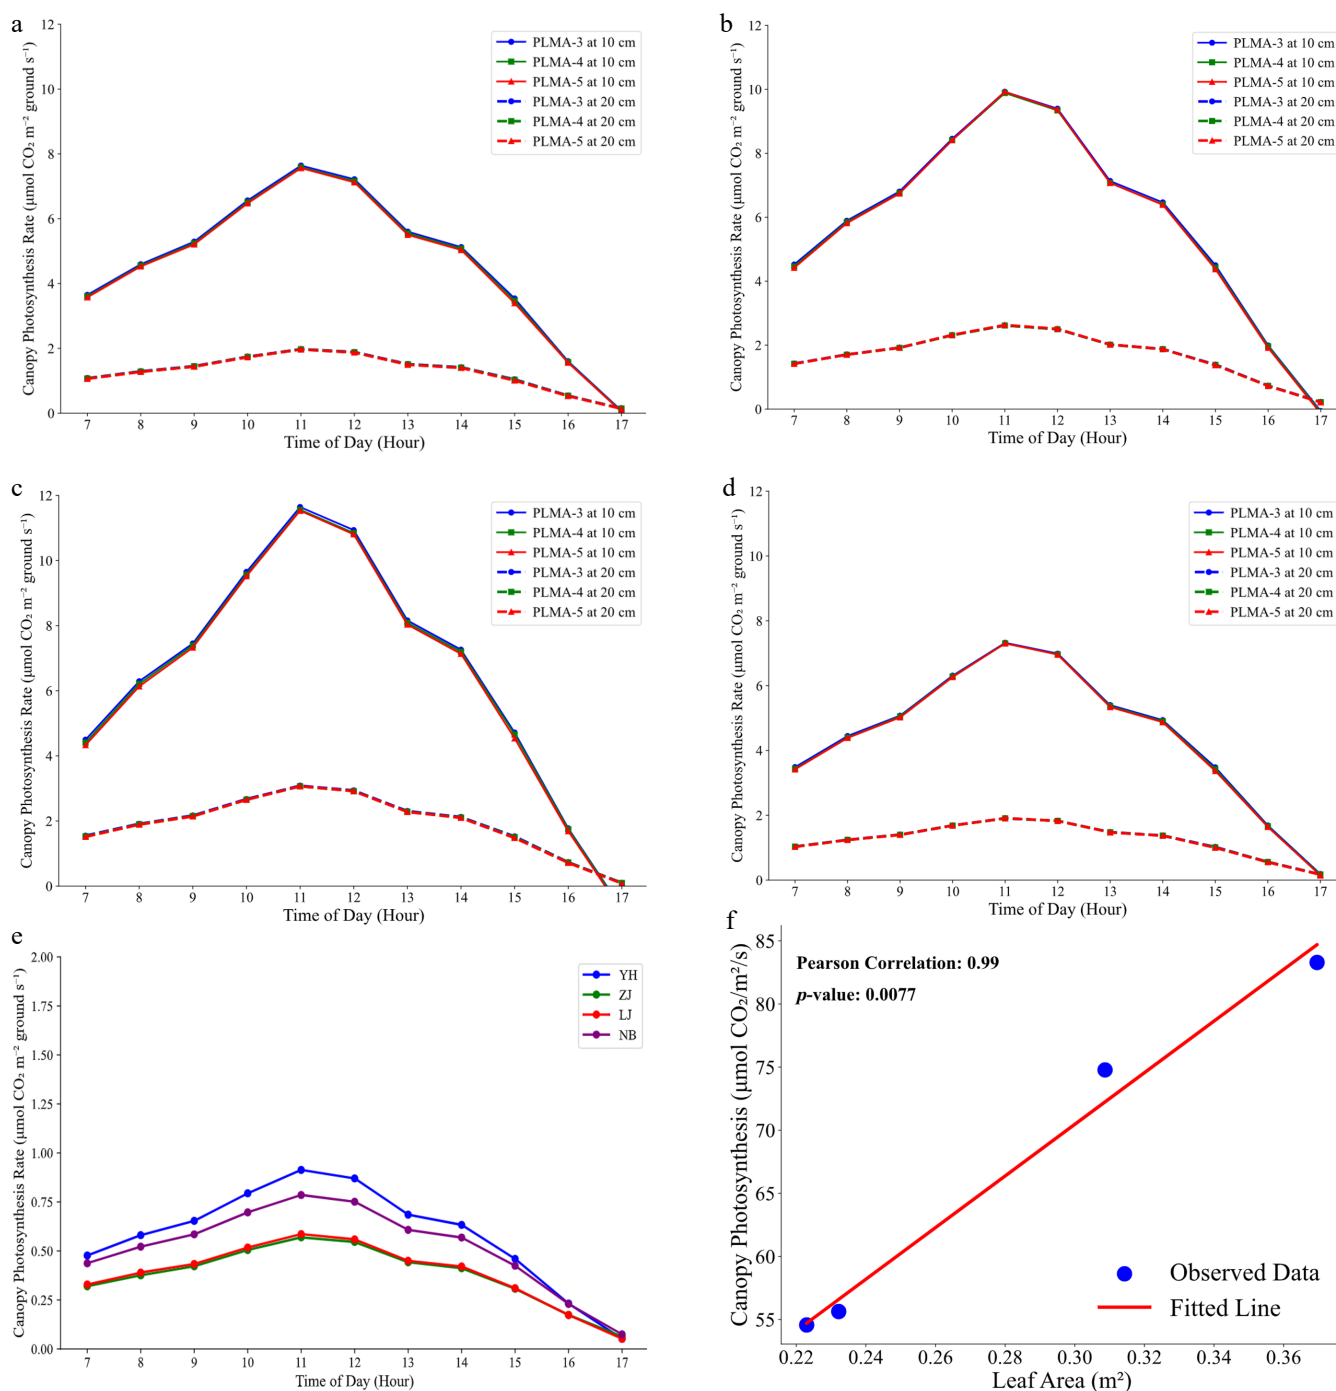 a
12
10
8
6
4
2
0
Canopy Photosynthesis Rate (μmol CO₂ m⁻² ground s⁻¹)
PLMA-3 at 10 cm
PLMA-4 at 10 cm
PLMA-5 at 10 cm
PLMA-3 at 20 cm
PLMA-4 at 20 cm
PLMA-5 at 20 cm
7 8 9 10 11 12 13 14 15 16 17
Time of Day (Hour)
b
12
10
8
6
4
2
0
Canopy Photosynthesis Rate (μmol CO₂ m⁻² ground s⁻¹)
PLMA-3 at 10 cm
PLMA-4 at 10 cm
PLMA-5 at 10 cm
PLMA-3 at 20 cm
PLMA-4 at 20 cm
PLMA-5 at 20 cm
7 8 9 10 11 12 13 14 15 16 17
Time of Day (Hour)
c
12
10
8
6
4
2
0
Canopy Photosynthesis Rate (μmol CO₂ m⁻² ground s⁻¹)
PLMA-3 at 10 cm
PLMA-4 at 10 cm
PLMA-5 at 10 cm
PLMA-3 at 20 cm
PLMA-4 at 20 cm
PLMA-5 at 20 cm
7 8 9 10 11 12 13 14 15 16 17
Time of Day (Hour)
d
12
10
8
6
4
2
0
Canopy Photosynthesis Rate (μmol CO₂ m⁻² ground s⁻¹)
PLMA-3 at 10 cm
PLMA-4 at 10 cm
PLMA-5 at 10 cm
PLMA-3 at 20 cm
PLMA-4 at 20 cm
PLMA-5 at 20 cm
7 8 9 10 11 12 13 14 15 16 17
Time of Day (Hour)
e
2.00
1.75
1.50
1.25
1.00
0.75
0.50
0.25
0.00
Canopy Photosynthesis Rate (μmol CO₂ m⁻² ground s⁻¹)
YH
ZJ
LJ
NB
7 8 9 10 11 12 13 14 15 16 17
Time of Day (Hour)
f
85
80
75
70
65
60
55
Canopy Photosynthesis (μmol CO₂/m²/s)
Pearson Correlation: 0.99
p-value: 0.0077
Observed Data
Fitted Line
0.22 0.24 0.26 0.28 0.30 0.32 0.34 0.36
Leaf Area (m²)